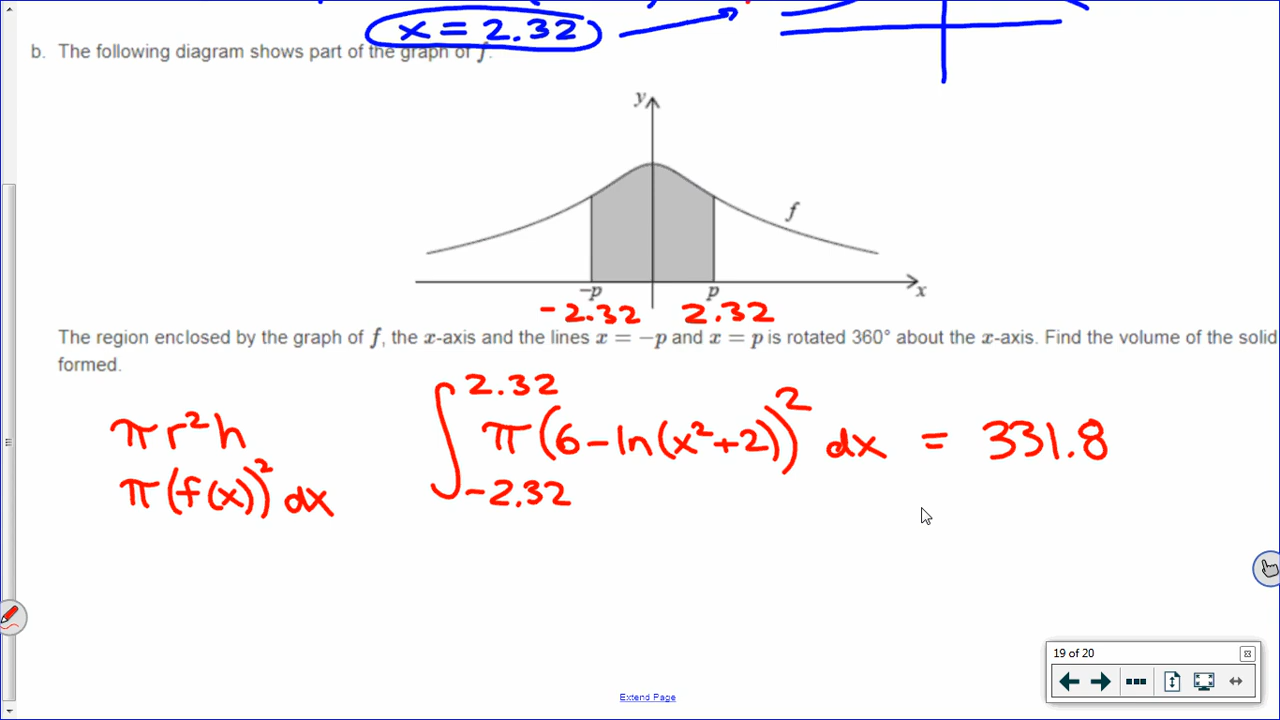 x = 2.32
b. The following diagram shows part of the graph of f.
y
f
-p p x
-2.32 2.32
The region enclosed by the graph of f, the x-axis and the lines x = −p and x = p is rotated 360° about the x-axis. Find the volume of the solid
formed.
πr²h
π(f(x))² dx
∫_{-2.32}^{2.32} π(6-ln(x²+2))² dx = 331.8
Extend Page
19 of 20